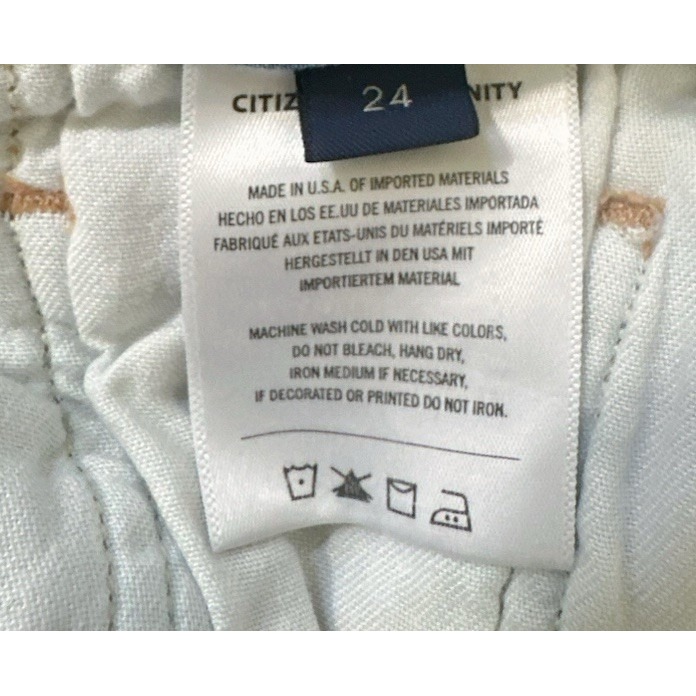 CITIZ
24
NITY
MADE IN U.S.A. OF IMPORTED MATERIALS
HECHO EN LOS EE.UU DE MATERIALES IMPORTADA
FABRIQUÉ AUX ETATS-UNIS DU MATÉRIELS IMPORTÉ
HERGESTELLT IN DEN USA MIT
IMPORTIERTEM MATERIAL
MACHINE WASH COLD WITH LIKE COLORS,
DO NOT BLEACH, HANG DRY,
IRON MEDIUM IF NECESSARY,
IF DECORATED OR PRINTED DO NOT IRON.